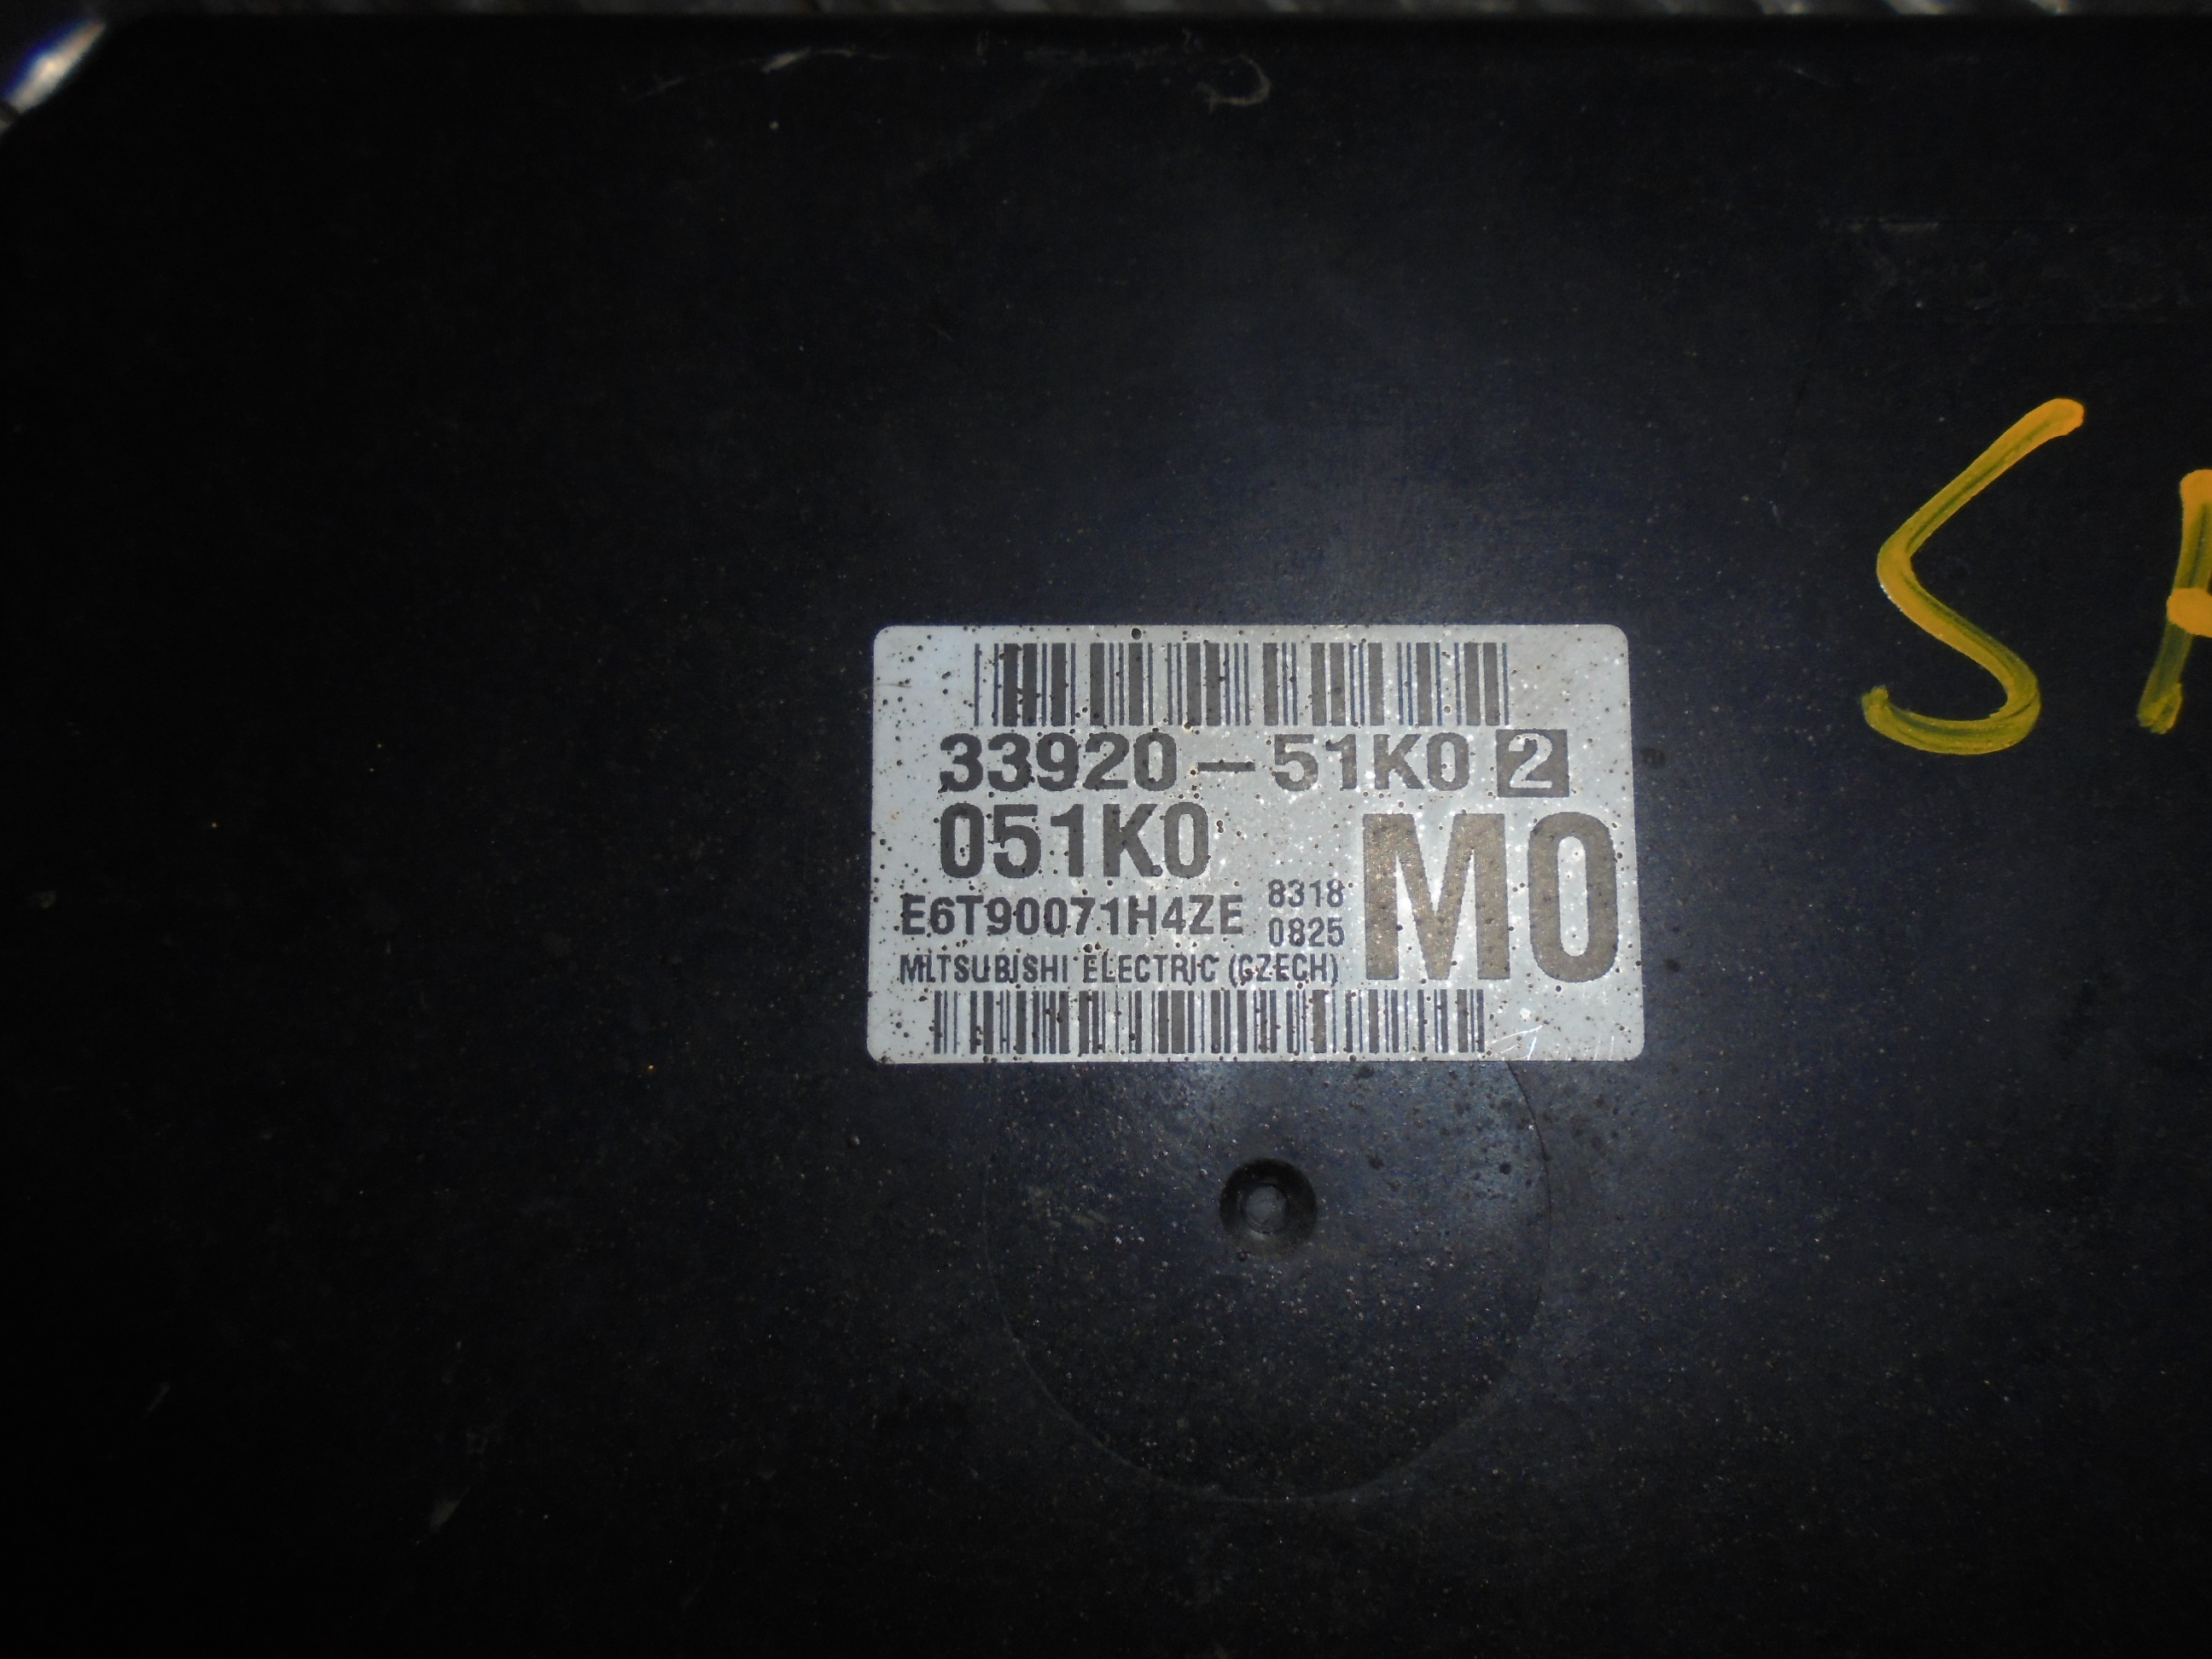 33920-51K0 2
051K0
M0
E6T90071H4ZE
8318
0825
MITSUBISHI ELECTRIC (CZECH)
S